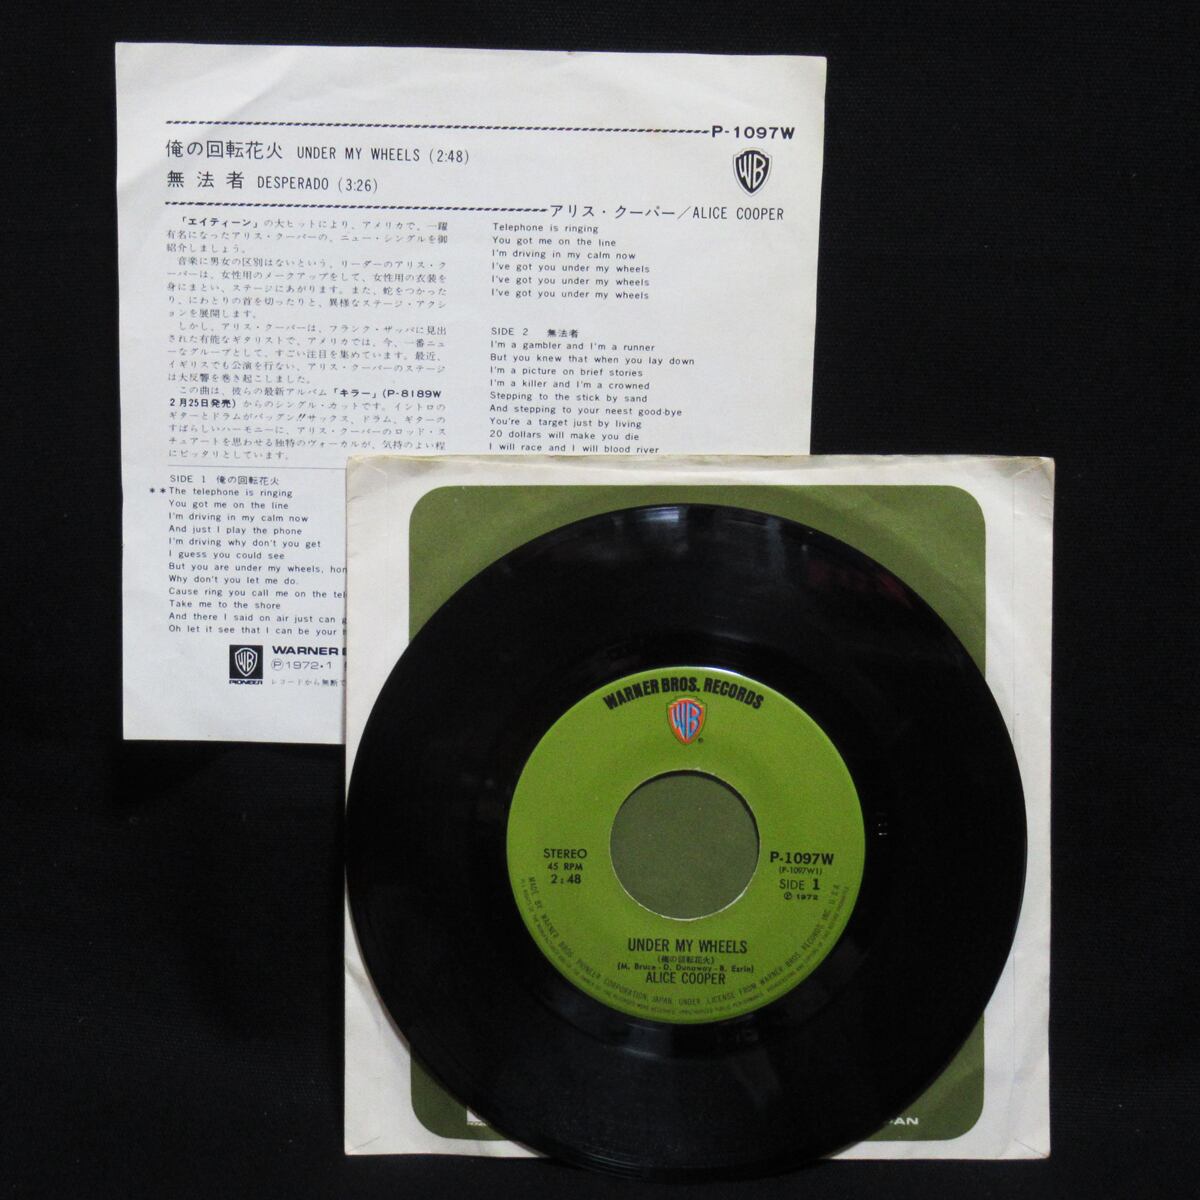 P-1097W
俺の回転花火 UNDER MY WHEELS (2:48)
WB
無法者 DESPERADO (3:26)
アリス・クーパー/ALICE COOPER
「エイティーン」の大ヒットにより、アメリカで、一躍
有名になったアリス・クーパーの、ニュー・シングルを御
紹介しましょう。
音楽に男女の区別はないという、リーダーのアリス・ク
ーパーは、女性用のメークアップをして、女性用の衣装を
身にまとい、ステージにあがります。また、蛇をつかった
り、にわとりの首を切ったりと、異様なステージ・アクシ
ョンを展開します。
しかし、アリス・クーパーは、フランク・ザッパに見出
された有能なギタリストで、アメリカでは、今、一番ニュ
ーなグループとして、すごい注目を集めています。最近、
イギリスでも公演を行ない、アリス・クーパーのステージ
は大反響を巻き起こしました。
この曲は、彼らの最新アルバム「キラー」(P-8189W
2月25日発売)からのシングル・カットです。イントロの
ギターとドラムがバッグン!!サックス、ドラム、ギターの
すばらしいハーモニーに、アリス・クーパーのロッド・ス
チュアートを思わせる独特のヴォーカルが、気持のよい程
にピッタリとしています。
SIDE 1 俺の回転花火
**The telephone is ringing
You got me on the line
I'm driving in my calm now
And just I play the phone
I'm driving why don't you get
I guess you could see
But you are under my wheels, hon
Why don't you let me do.
Cause ring you call me on the tel
Take me to the shore
And there I said on air just can g
Oh let it see that I can be your
Telephone is ringing
You got me on the line
I'm driving in my calm now
I've got you under my wheels
I've got you under my wheels
I've got you under my wheels
SIDE 2 無法者
I'm a gambler and I'm a runner
But you knew that when you lay down
I'm a picture on brief stories
I'm a killer and I'm a crowned
Stepping to the stick by sand
And stepping to your neest good-bye
You're a target just by living
20 dollars will make you die
I will race and I will blood river
WB
PIONEER
WARNER
Ⓟ1972・1
レコードから無断で
WARNER BROS. RECORDS
WB
STEREO
45 RPM
2:48
P-1097W
(P-1097W1)
SIDE 1
Ⓟ 1972
UNDER MY WHEELS
(俺の回転花火)
(M. Bruce-D. Dunaway-B. Ezrin)
ALICE COOPER
MADE BY WARNER BROS. PIONEER CORPORATION, JAPAN, UNDER LICENSE FROM WARNER BROS. RECORDS INC. U.S.A.